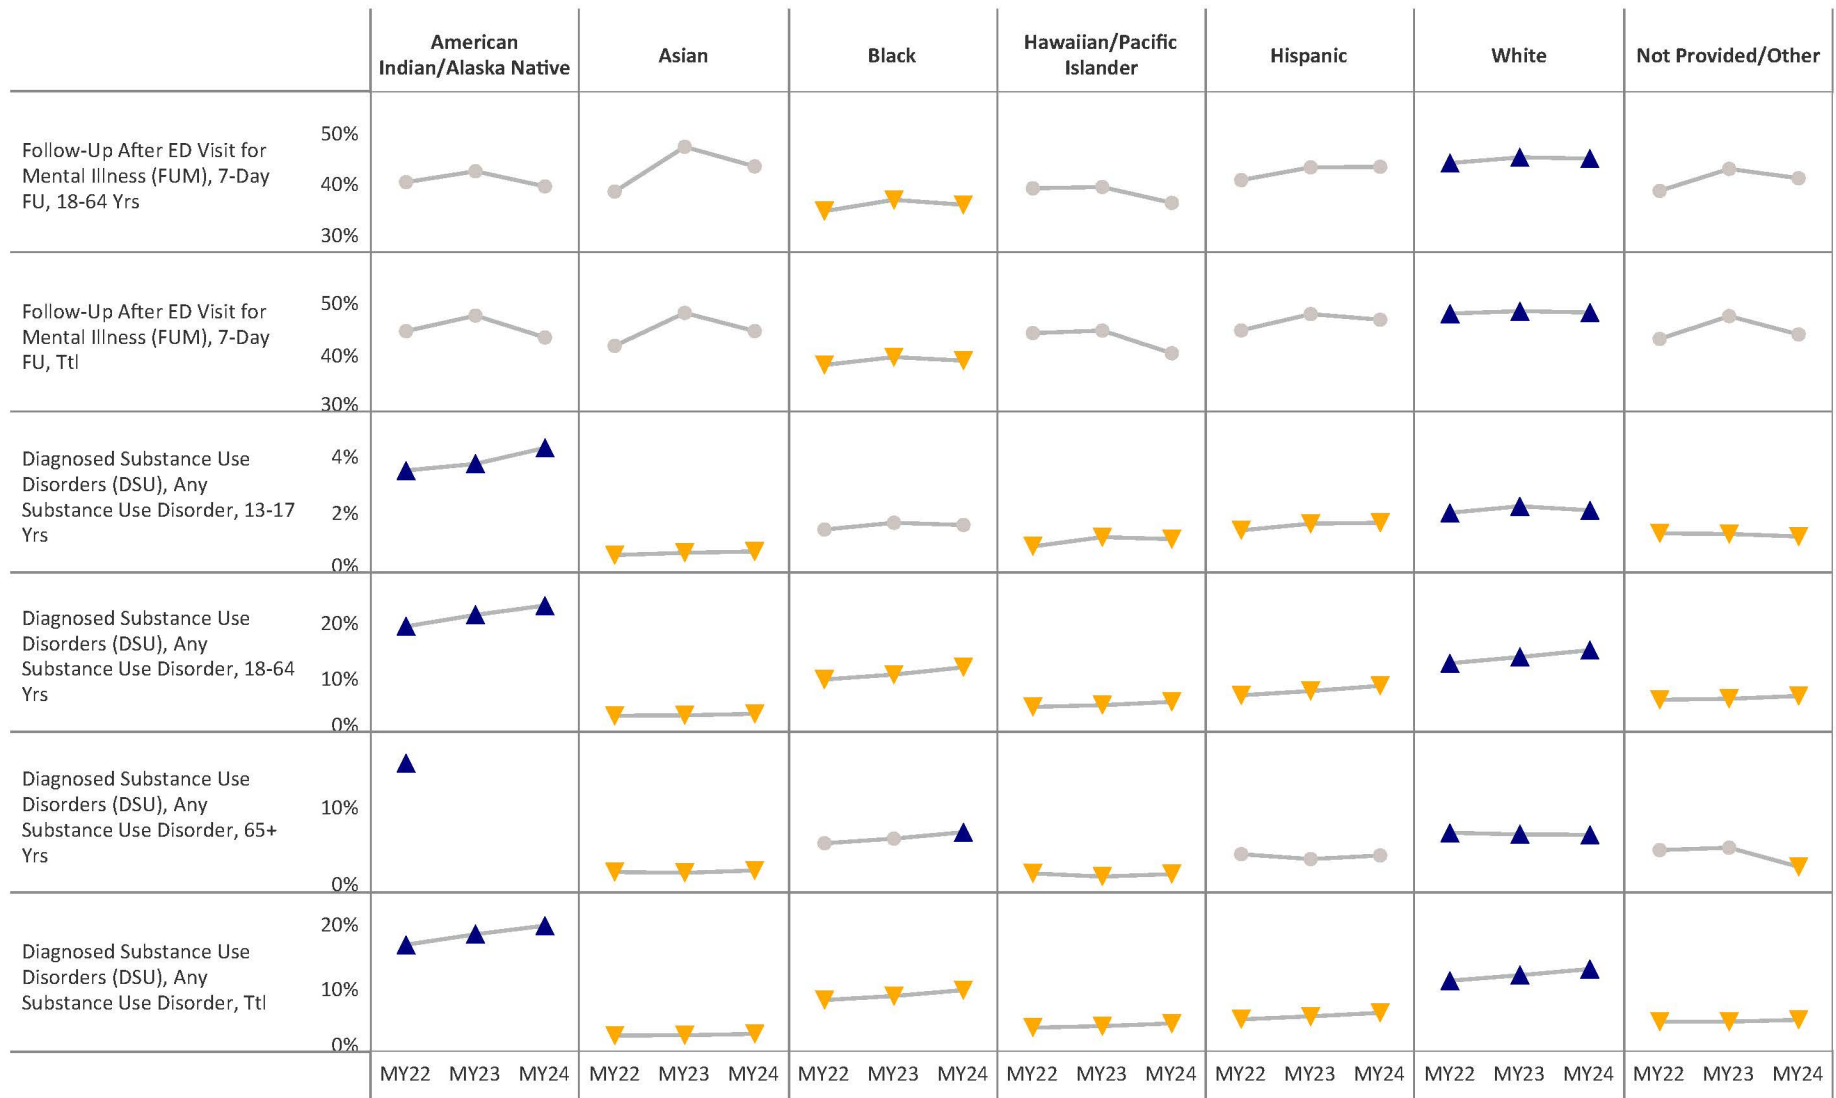 American
Indian/Alaska Native
Asian
Black
Hawaiian/Pacific
Islander
Hispanic
White
Not Provided/Other
Follow-Up After ED Visit for
Mental Illness (FUM), 7-Day
FU, 18-64 Yrs
50%
40%
30%
Follow-Up After ED Visit for
Mental Illness (FUM), 7-Day
FU, Ttl
50%
40%
30%
Diagnosed Substance Use
Disorders (DSU), Any
Substance Use Disorder, 13-17
Yrs
4%
2%
0%
Diagnosed Substance Use
Disorders (DSU), Any
Substance Use Disorder, 18-64
Yrs
20%
10%
0%
Diagnosed Substance Use
Disorders (DSU), Any
Substance Use Disorder, 65+
Yrs
10%
0%
Diagnosed Substance Use
Disorders (DSU), Any
Substance Use Disorder, Ttl
20%
10%
0%
MY22 MY23 MY24 MY22 MY23 MY24 MY22 MY23 MY24 MY22 MY23 MY24 MY22 MY23 MY24 MY22 MY23 MY24 MY22 MY23 MY24